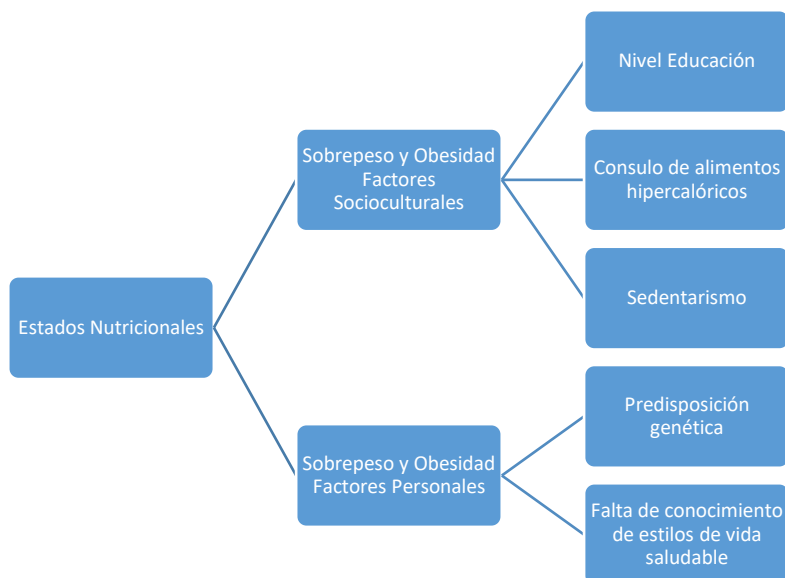 Nivel Educación
Sobrepeso y Obesidad
Factores
Socioculturales
Consulo de alimentos
hipercalóricos
Sedentarismo
Estados Nutricionales
Predisposición
genética
Sobrepeso y Obesidad
Factores Personales
Falta de conocimiento
de estilos de vida
saludable